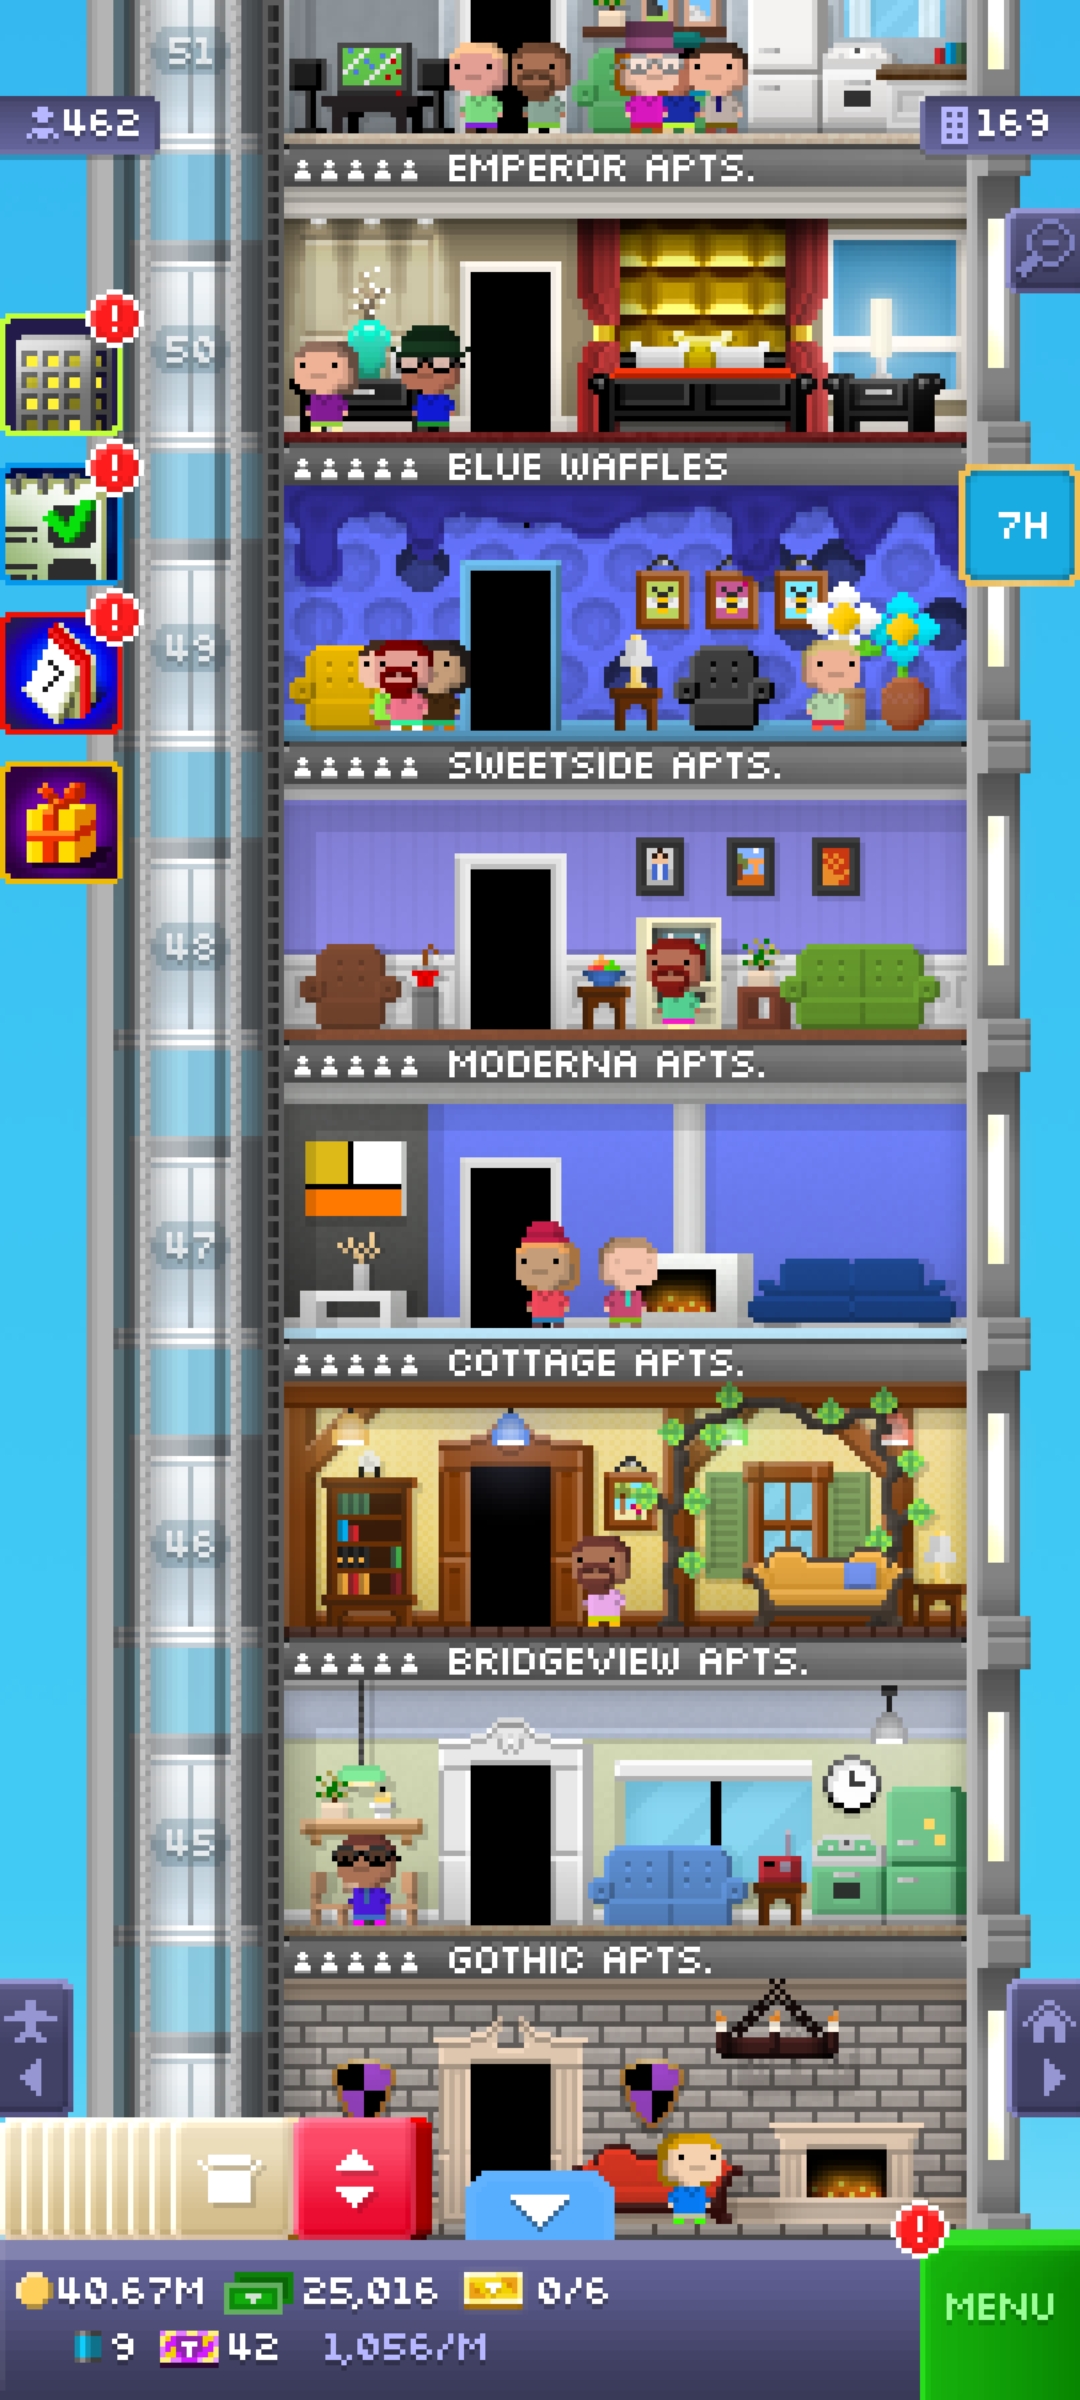 51
462
169
EMPEROR APTS.
50
BLUE WAFFLES
7H
49
7
SWEETSIDE APTS.
48
MODERNA APTS.
47
COTTAGE APTS.
46
BRIDGEVIEW APTS.
45
GOTHIC APTS.
40.67M 25,016 0/6
MENU
9 T 42 1,056/M